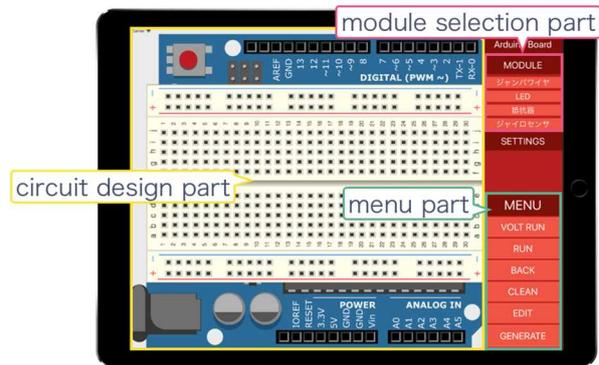 module selection part
Arduino Board
MODULE
ジャンパワイヤ
LED
抵抗器
ジャイロセンサ
SETTINGS
AREF
GND
13
12
~11
~10
~9
8
7
~6
~5
4
~3
2
TX-1
RX-0
DIGITAL (PWM ~)
circuit design part
menu part
MENU
VOLT RUN
RUN
BACK
CLEAN
EDIT
GENERATE
IOREF
RESET
3.3V
5V
GND
GND
Vin
POWER
ANALOG IN
A0
A1
A2
A3
A4
A5